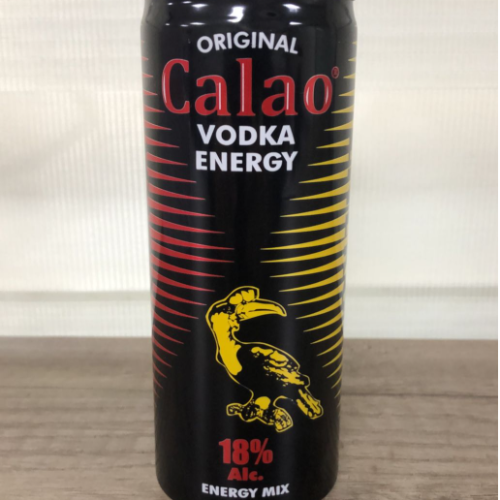 ORIGINAL
Calao®
VODKA
ENERGY
18%
Alc.
ENERGY MIX